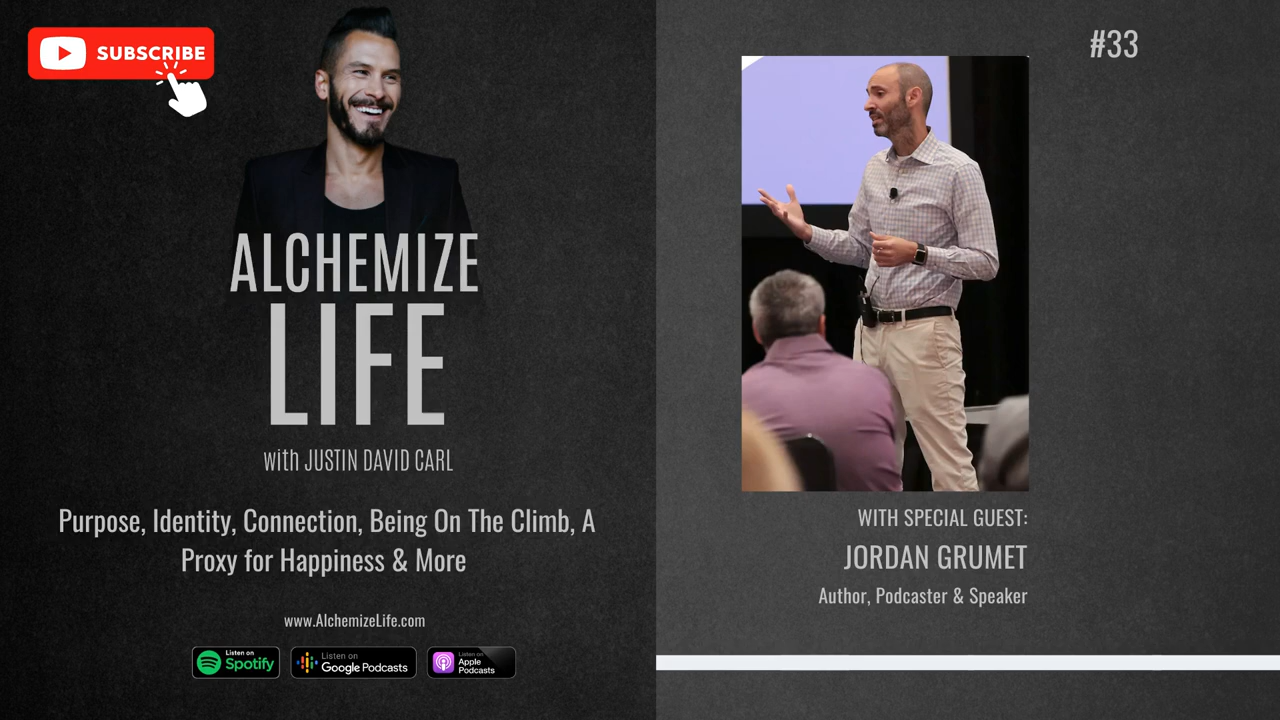 SUBSCRIBE
ALCHEMIZE
LIFE
with JUSTIN DAVID CARL
Purpose, Identity, Connection, Being On The Climb, A
Proxy for Happiness & More
www.AlchemizeLife.com
Listen on
Spotify
Listen on
Google Podcasts
Listen on
Apple
Podcasts
#33
WITH SPECIAL GUEST:
JORDAN GRUMET
Author, Podcaster & Speaker